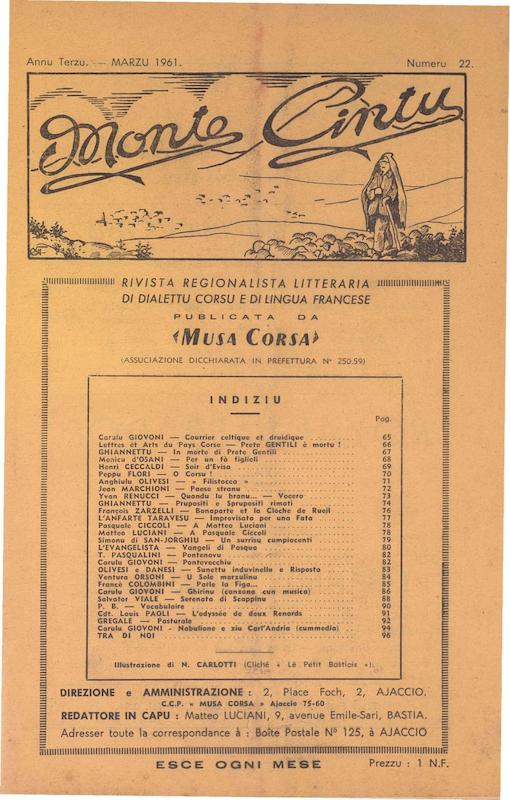 Annu Terzu. — MARZU 1961. Numeru 22.
Monte Cintu
RIVISTA REGIONALISTA LITTERARIA
DI DIALETTU CORSU E DI LINGUA FRANCESE
PUBLICATA DA
«MUSA CORSA»
(ASSUCIAZIONE DICCHIARATA IN PREFETTURA N° 250.59)
INDIZIU
Pag.
Carulu GIOVONI — Courrier celtique et druidique 65
Lettres et Arts du Pays Corse — Prete GENTILI è mortu ! 66
GHIANNETTU — In morte di Prete Gentili 67
Menicu d'OSANI — Per un fà figlioli 68
Henri CECCALDI — Soir d'Evisa 69
Peppu FLORI — O Corsu ! 70
Anghiulu OLIVESI — « Filistocca » 71
Jean MARCHIONI — Paese stranu 72
Yvan RENUCCI — Quandu lu branu... — Vocero 73
GHIANNETTU — Prupositi e Sprupositi rimati 74
François ZARZELLI — Bonaparte et la Cloche de Rueil 76
L'ANFARTE TARAVESU — Improvisata per una Fata 77
Pasquale CICCOLI — A Matteo Luciani 78
Matteo LUCIANI — A Pasquale Ciccoli 78
Simonu di SAN-JORGHIU — Un surrisu cumpiacenti 79
L'EVANGELISTA — Vangeli di Pasqua 80
T. PASQUALINI — Pontenovu 82
Carulu GIOVONI — Pontevecchiu 82
OLIVESI e DANESI — Sunettu induvinellu e Risposta 83
Ventura ORSONI — U Sole marzulinu 84
Francè COLOMBINI — Parla la Figa... 85
Carulu GIOVONI — Ghirinu (canzona cun musica) 86
Salvator VIALE — Serenata di Scappinu 88
P. B. — Vocabulaire 90
Cdt. Louis PAOLI — L'odyssée de deux Renards 91
GREGALE — Pasturale 92
Carulu GIOVONI - Nabulione e ziu Carl'Andria (cummedia) 94
TRA DI NOI 96
Illustrazione di N. CARLOTTI (Cliché « Le Petit Bastiais »).
DIREZIONE e AMMINISTRAZIONE : 2, Place Foch, 2, AJACCIO.
C.C.P. « MUSA CORSA » Ajaccio 75-60
REDATTORE IN CAPU : Matteo LUCIANI, 9, avenue Emile-Sari, BASTIA.
Adresser toute la correspondance à : Boîte Postale N° 125, à AJACCIO
ESCE OGNI MESE Prezzu : 1 N.F.